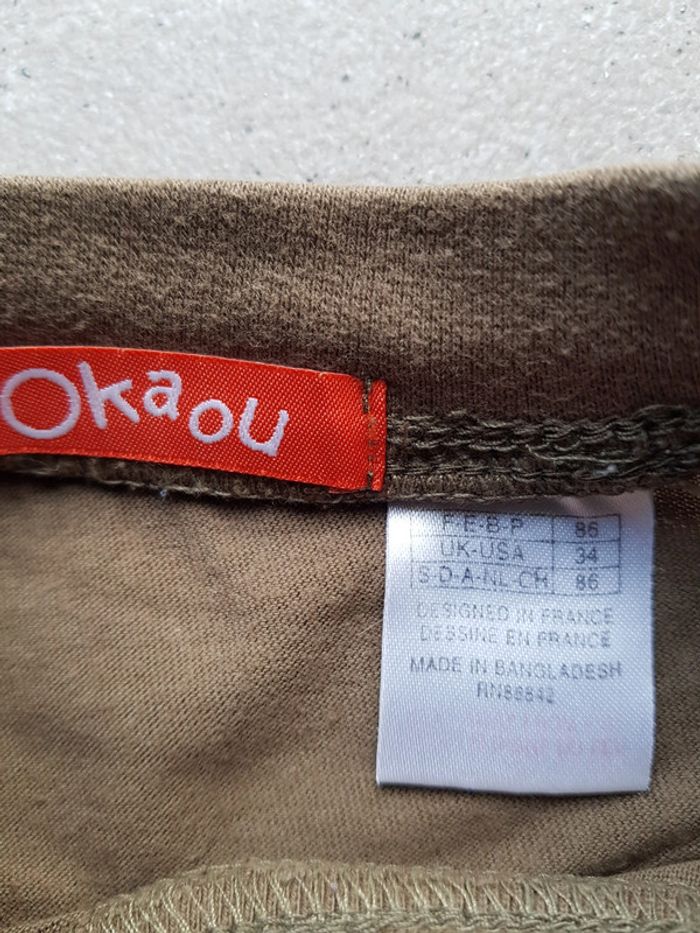 Okaou
F-E-B-P 86
UK-USA 34
S-D-A-NL-CH 86
DESIGNED IN FRANCE
DESSINE EN FRANCE
MADE IN BANGLADESH